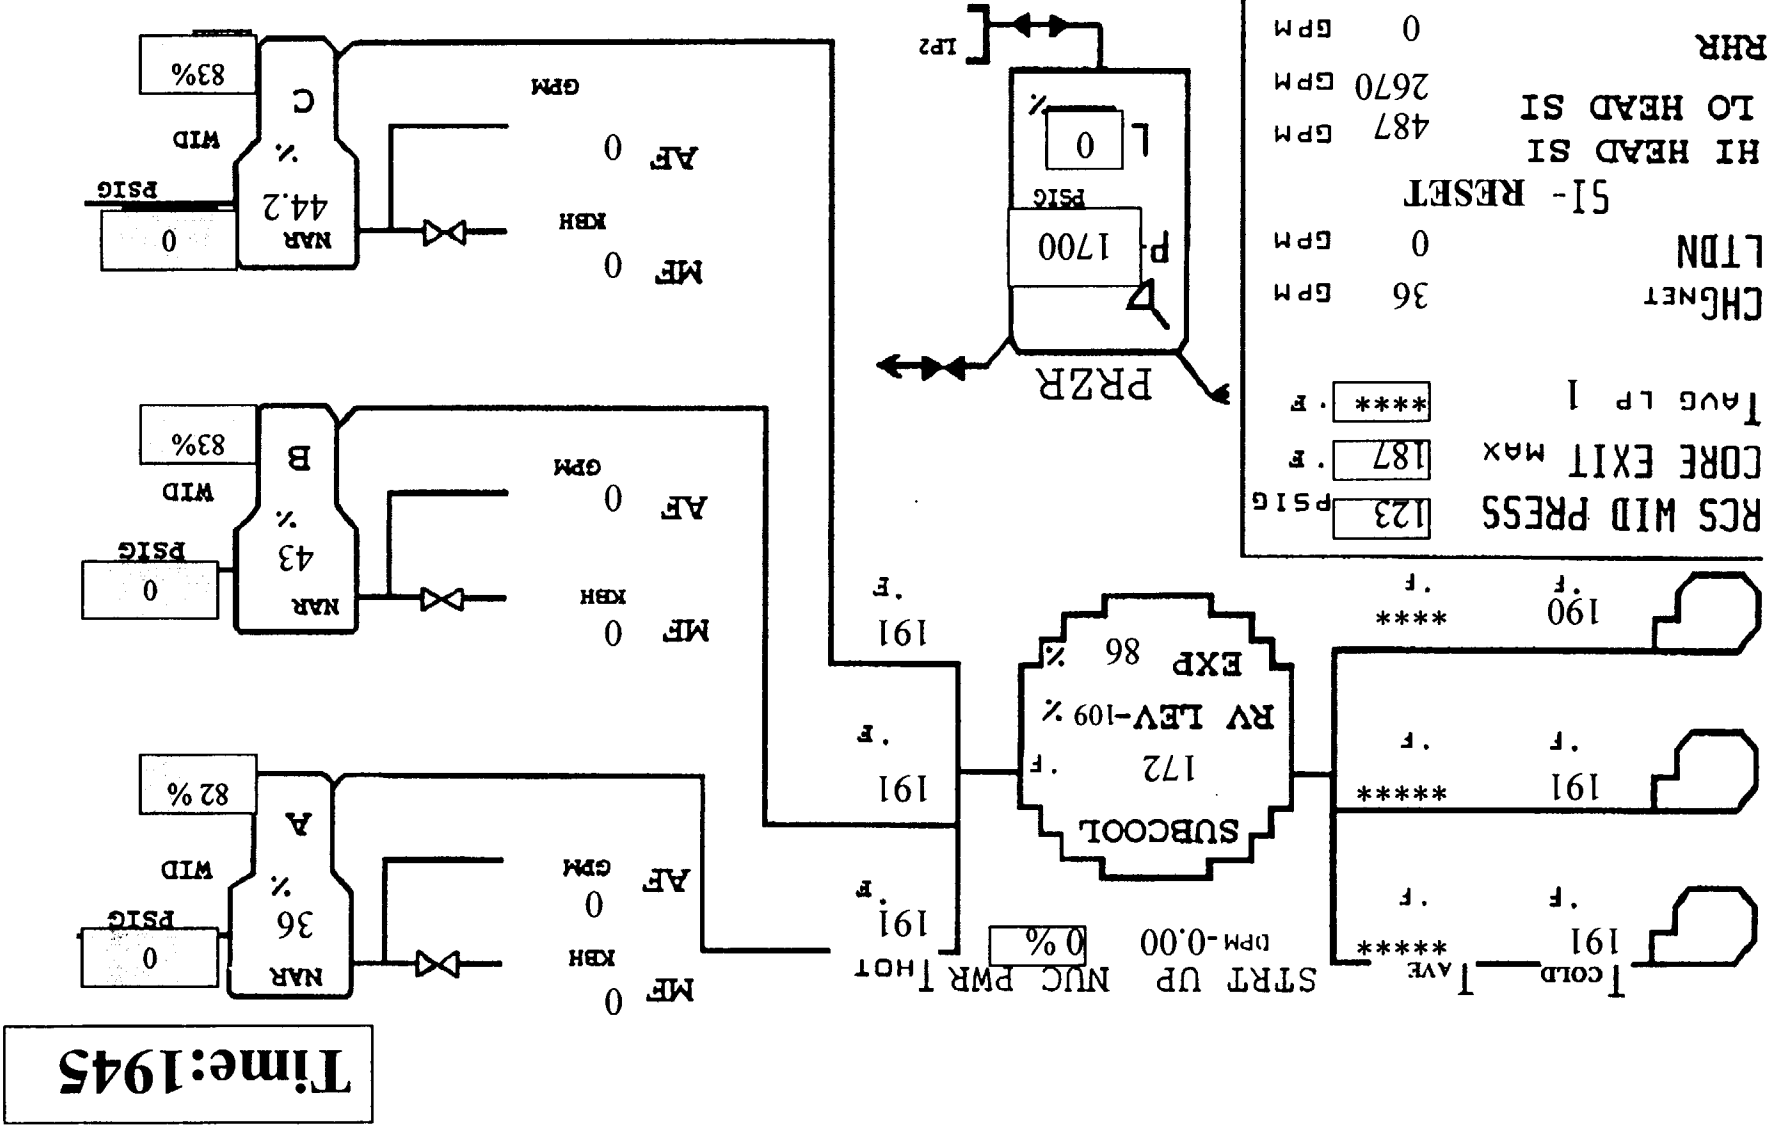 Time:1945
TCOLD TAVE STRT UP NUC PWR THOT
191 °F
***** °F
DPM -0.00
0 %
191 °F
MF 0 KBH
AF 0 GPM
NAR
36
%
A
0
PSIG
WID
82 %
191 °F
***** °F
SUBCOOL
172 °F
RV LEV-109 %
EXP 86 %
191 °F
MF 0 KBH
AF 0 GPM
NAR
43
%
B
0
PSIG
WID
83%
190 °F
**** °F
191 °F
RCS WID PRESS 123 PSIG
CORE EXIT MAX 187 °F
TAVG LP 1 **** °F
CHGNET 36 GPM
LTDN 0 GPM
SI- RESET
HI HEAD SI 487 GPM
LO HEAD SI 2670 GPM
RHR 0 GPM
PRZR
P 1700
PSIG
L 0 %
LP2
MF 0 KBH
AF 0 GPM
NAR
44.2
%
C
0
PSIG
WID
83%